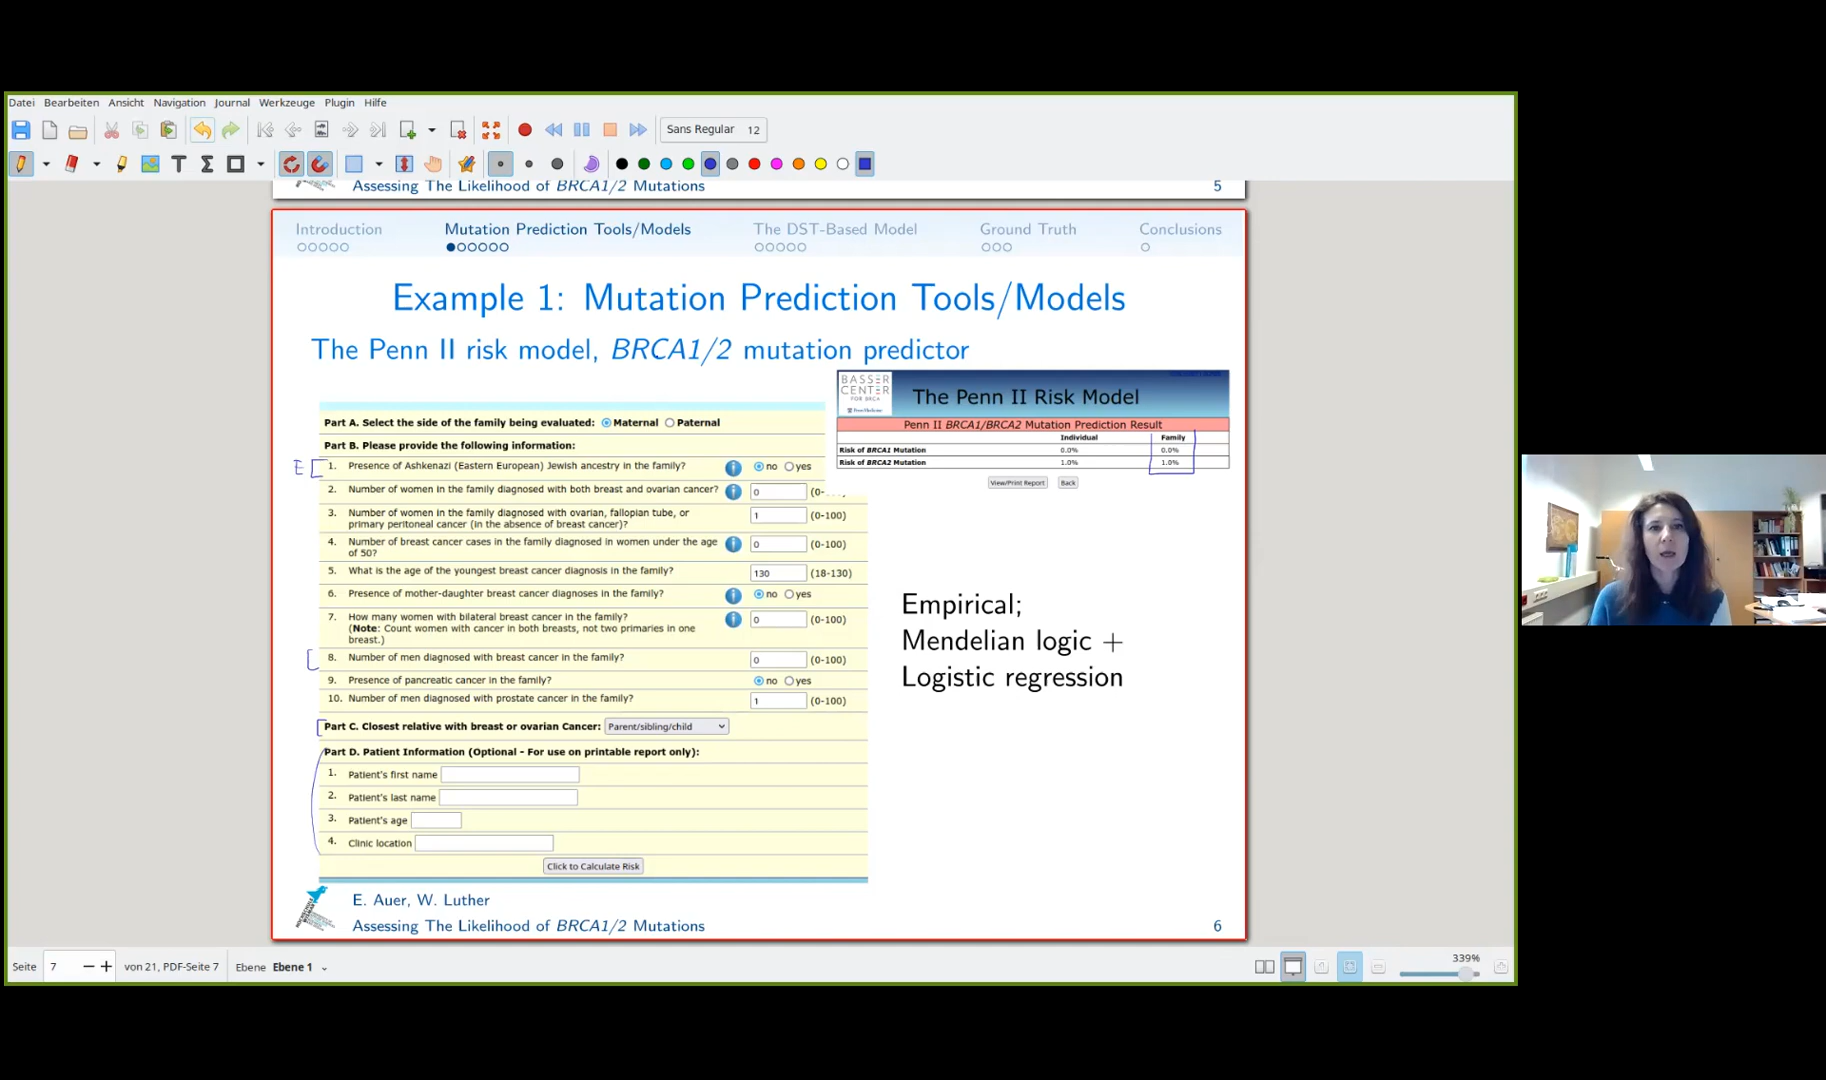 Datei Bearbeiten Ansicht Navigation Journal Werkzeuge Plugin Hilfe
Sans Regular 12
Assessing The Likelihood of BRCA1/2 Mutations 5
Introduction Mutation Prediction Tools/Models The DST-Based Model Ground Truth Conclusions
Example 1: Mutation Prediction Tools/Models
The Penn II risk model, BRCA1/2 mutation predictor
Part A. Select the side of the family being evaluated: Maternal Paternal
Part B. Please provide the following information:
E
1. Presence of Ashkenazi (Eastern European) Jewish ancestry in the family? no yes
2. Number of women in the family diagnosed with both breast and ovarian cancer? 0 (0-
3. Number of women in the family diagnosed with ovarian, fallopian tube, or
primary peritoneal cancer (in the absence of breast cancer)? 1 (0-100)
4. Number of breast cancer cases in the family diagnosed in women under the age
of 50? 0 (0-100)
5. What is the age of the youngest breast cancer diagnosis in the family? 130 (18-130)
6. Presence of mother-daughter breast cancer diagnoses in the family? no yes
7. How many women with bilateral breast cancer in the family? 0 (0-100)
(Note: Count women with cancer in both breasts, not two primaries in one
breast.)
8. Number of men diagnosed with breast cancer in the family? 0 (0-100)
9. Presence of pancreatic cancer in the family? no yes
10. Number of men diagnosed with prostate cancer in the family? 1 (0-100)
Part C. Closest relative with breast or ovarian Cancer: Parent/sibling/child
Part D. Patient Information (Optional - For use on printable report only):
1. Patient's first name
2. Patient's last name
3. Patient's age
4. Clinic location
Click to Calculate Risk
BASSER
CENTER
FOR BRCA
Penn Medicine
The Penn II Risk Model
Penn II BRCA1/BRCA2 Mutation Prediction Result
Individual Family
Risk of BRCA1 Mutation 0.0% 0.0%
Risk of BRCA2 Mutation 1.0% 1.0%
View/Print Report Back
Empirical;
Mendelian logic +
Logistic regression
E. Auer, W. Luther
Assessing The Likelihood of BRCA1/2 Mutations 6
Seite 7 von 21, PDF-Seite 7 Ebene Ebene 1 339%